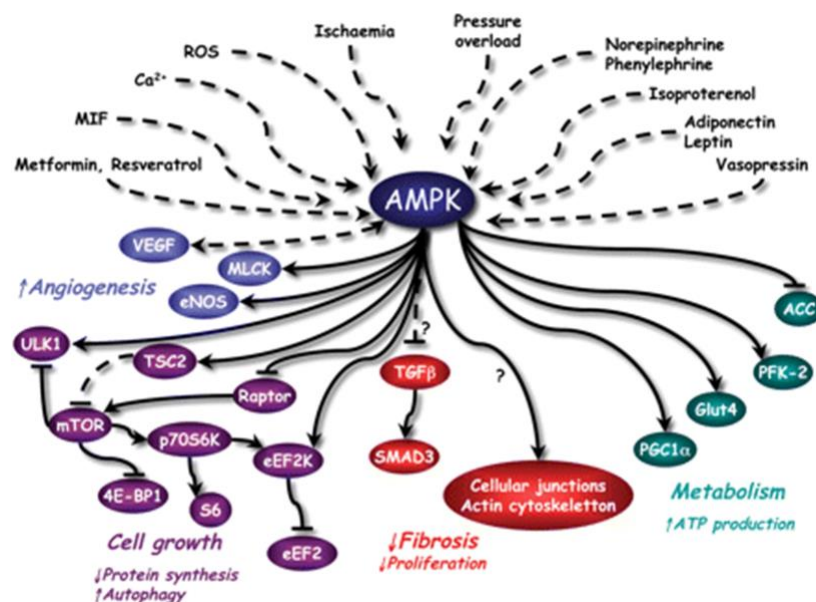 Ischaemia
Pressure
overload
ROS
Norepinephrine
Phenylephrine
Ca²⁺
Isoproterenol
MIF
Adiponectin
Leptin
Metformin, Resveratrol
Vasopressin
AMPK
VEGF
MLCK
↑Angiogenesis
eNOS
ACC
ULK1
TSC2
?
TGFβ
?
PFK-2
Raptor
Glut4
mTOR
p70S6K
eEF2K
SMAD3
PGC1α
4E-BP1
S6
Cellular junctions
Actin cytoskeletton
Metabolism
↑ATP production
Cell growth
eEF2
↓Fibrosis
↓Proliferation
↓Protein synthesis
↑Autophagy